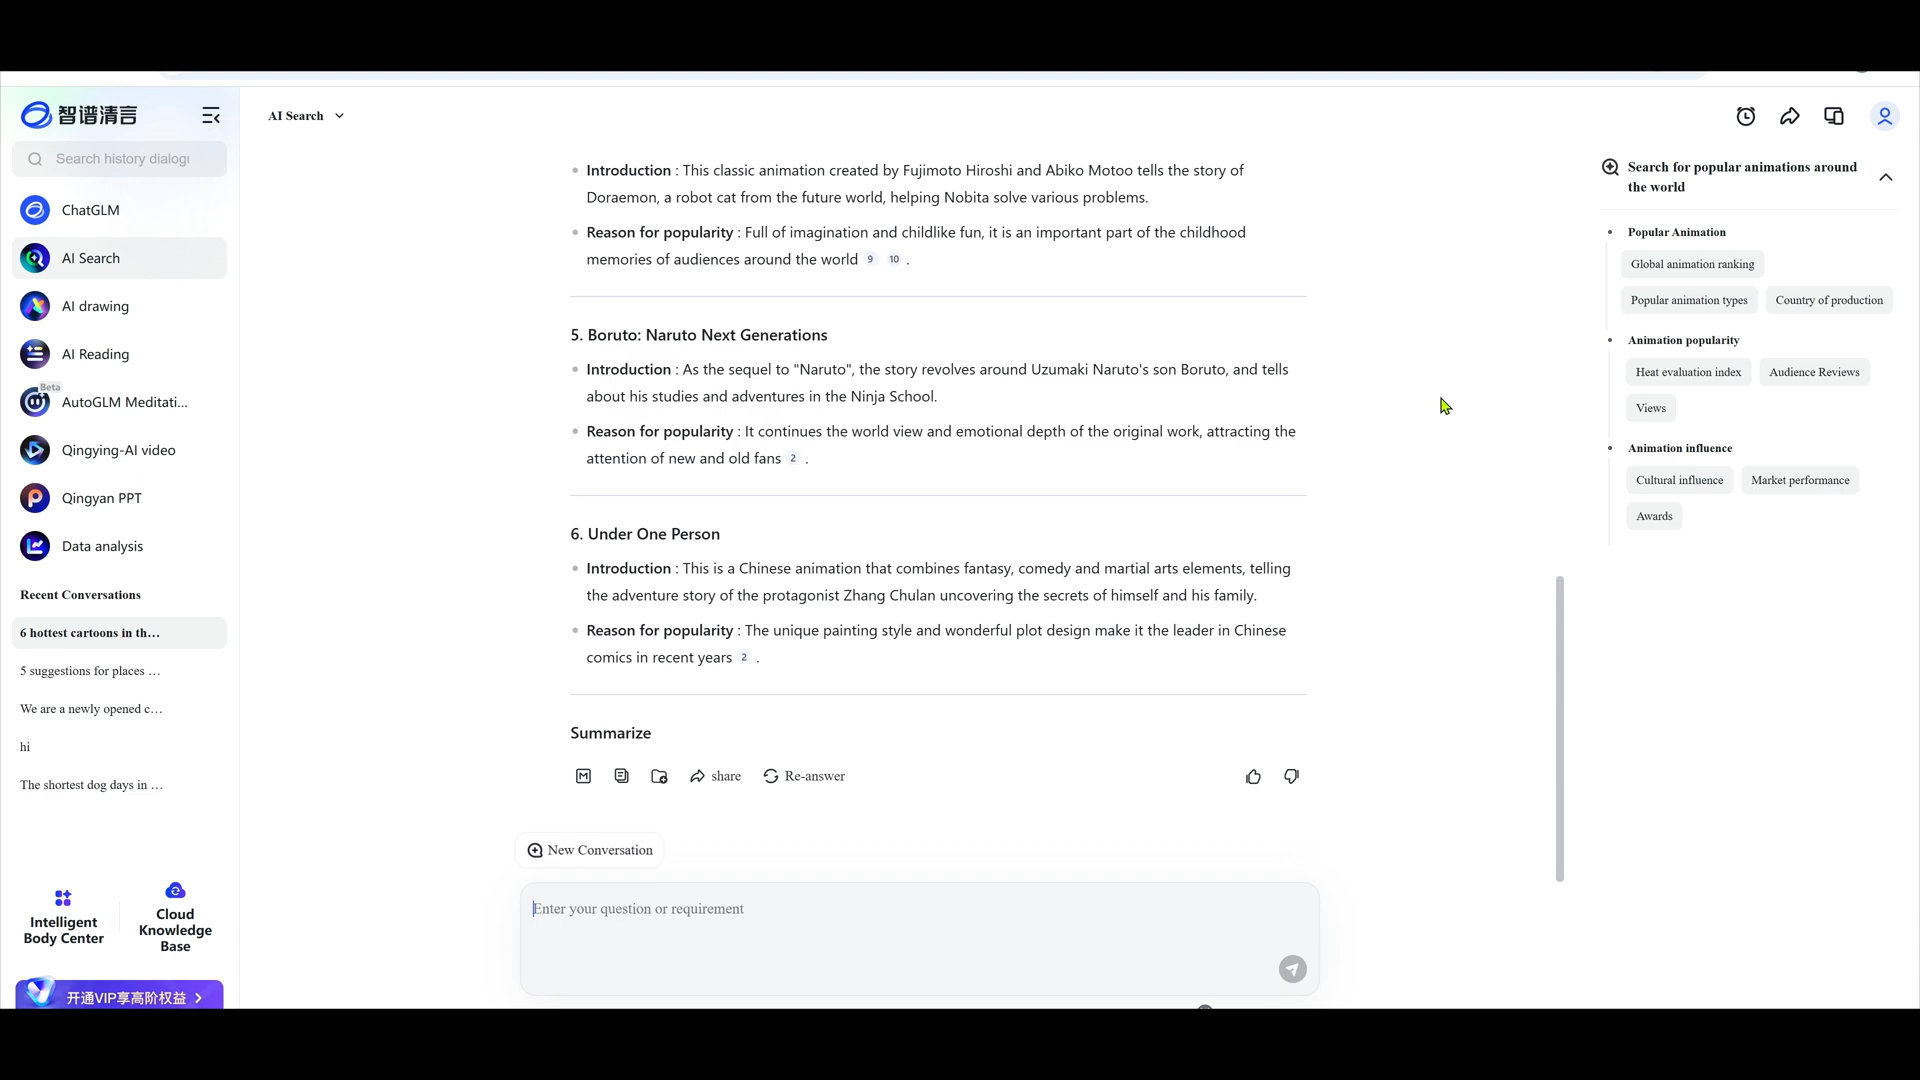 智谱清言
Search history dialogu
ChatGLM
AI Search
AI drawing
AI Reading
Beta
AutoGLM Meditati...
Qingying-AI video
Qingyan PPT
Data analysis
Recent Conversations
6 hottest cartoons in th...
5 suggestions for places ...
We are a newly opened c...
hi
The shortest dog days in ...
Intelligent
Body Center
Cloud
Knowledge
Base
开通VIP享高阶权益
AI Search
Introduction : This classic animation created by Fujimoto Hiroshi and Abiko Motoo tells the story of
Doraemon, a robot cat from the future world, helping Nobita solve various problems.
Reason for popularity : Full of imagination and childlike fun, it is an important part of the childhood
memories of audiences around the world 9 10 .
5. Boruto: Naruto Next Generations
Introduction : As the sequel to "Naruto", the story revolves around Uzumaki Naruto's son Boruto, and tells
about his studies and adventures in the Ninja School.
Reason for popularity : It continues the world view and emotional depth of the original work, attracting the
attention of new and old fans 2 .
6. Under One Person
Introduction : This is a Chinese animation that combines fantasy, comedy and martial arts elements, telling
the adventure story of the protagonist Zhang Chulan uncovering the secrets of himself and his family.
Reason for popularity : The unique painting style and wonderful plot design make it the leader in Chinese
comics in recent years 2 .
Summarize
share
Re-answer
New Conversation
Enter your question or requirement
Search for popular animations around
the world
Popular Animation
Global animation ranking
Popular animation types
Country of production
Animation popularity
Heat evaluation index
Audience Reviews
Views
Animation influence
Cultural influence
Market performance
Awards